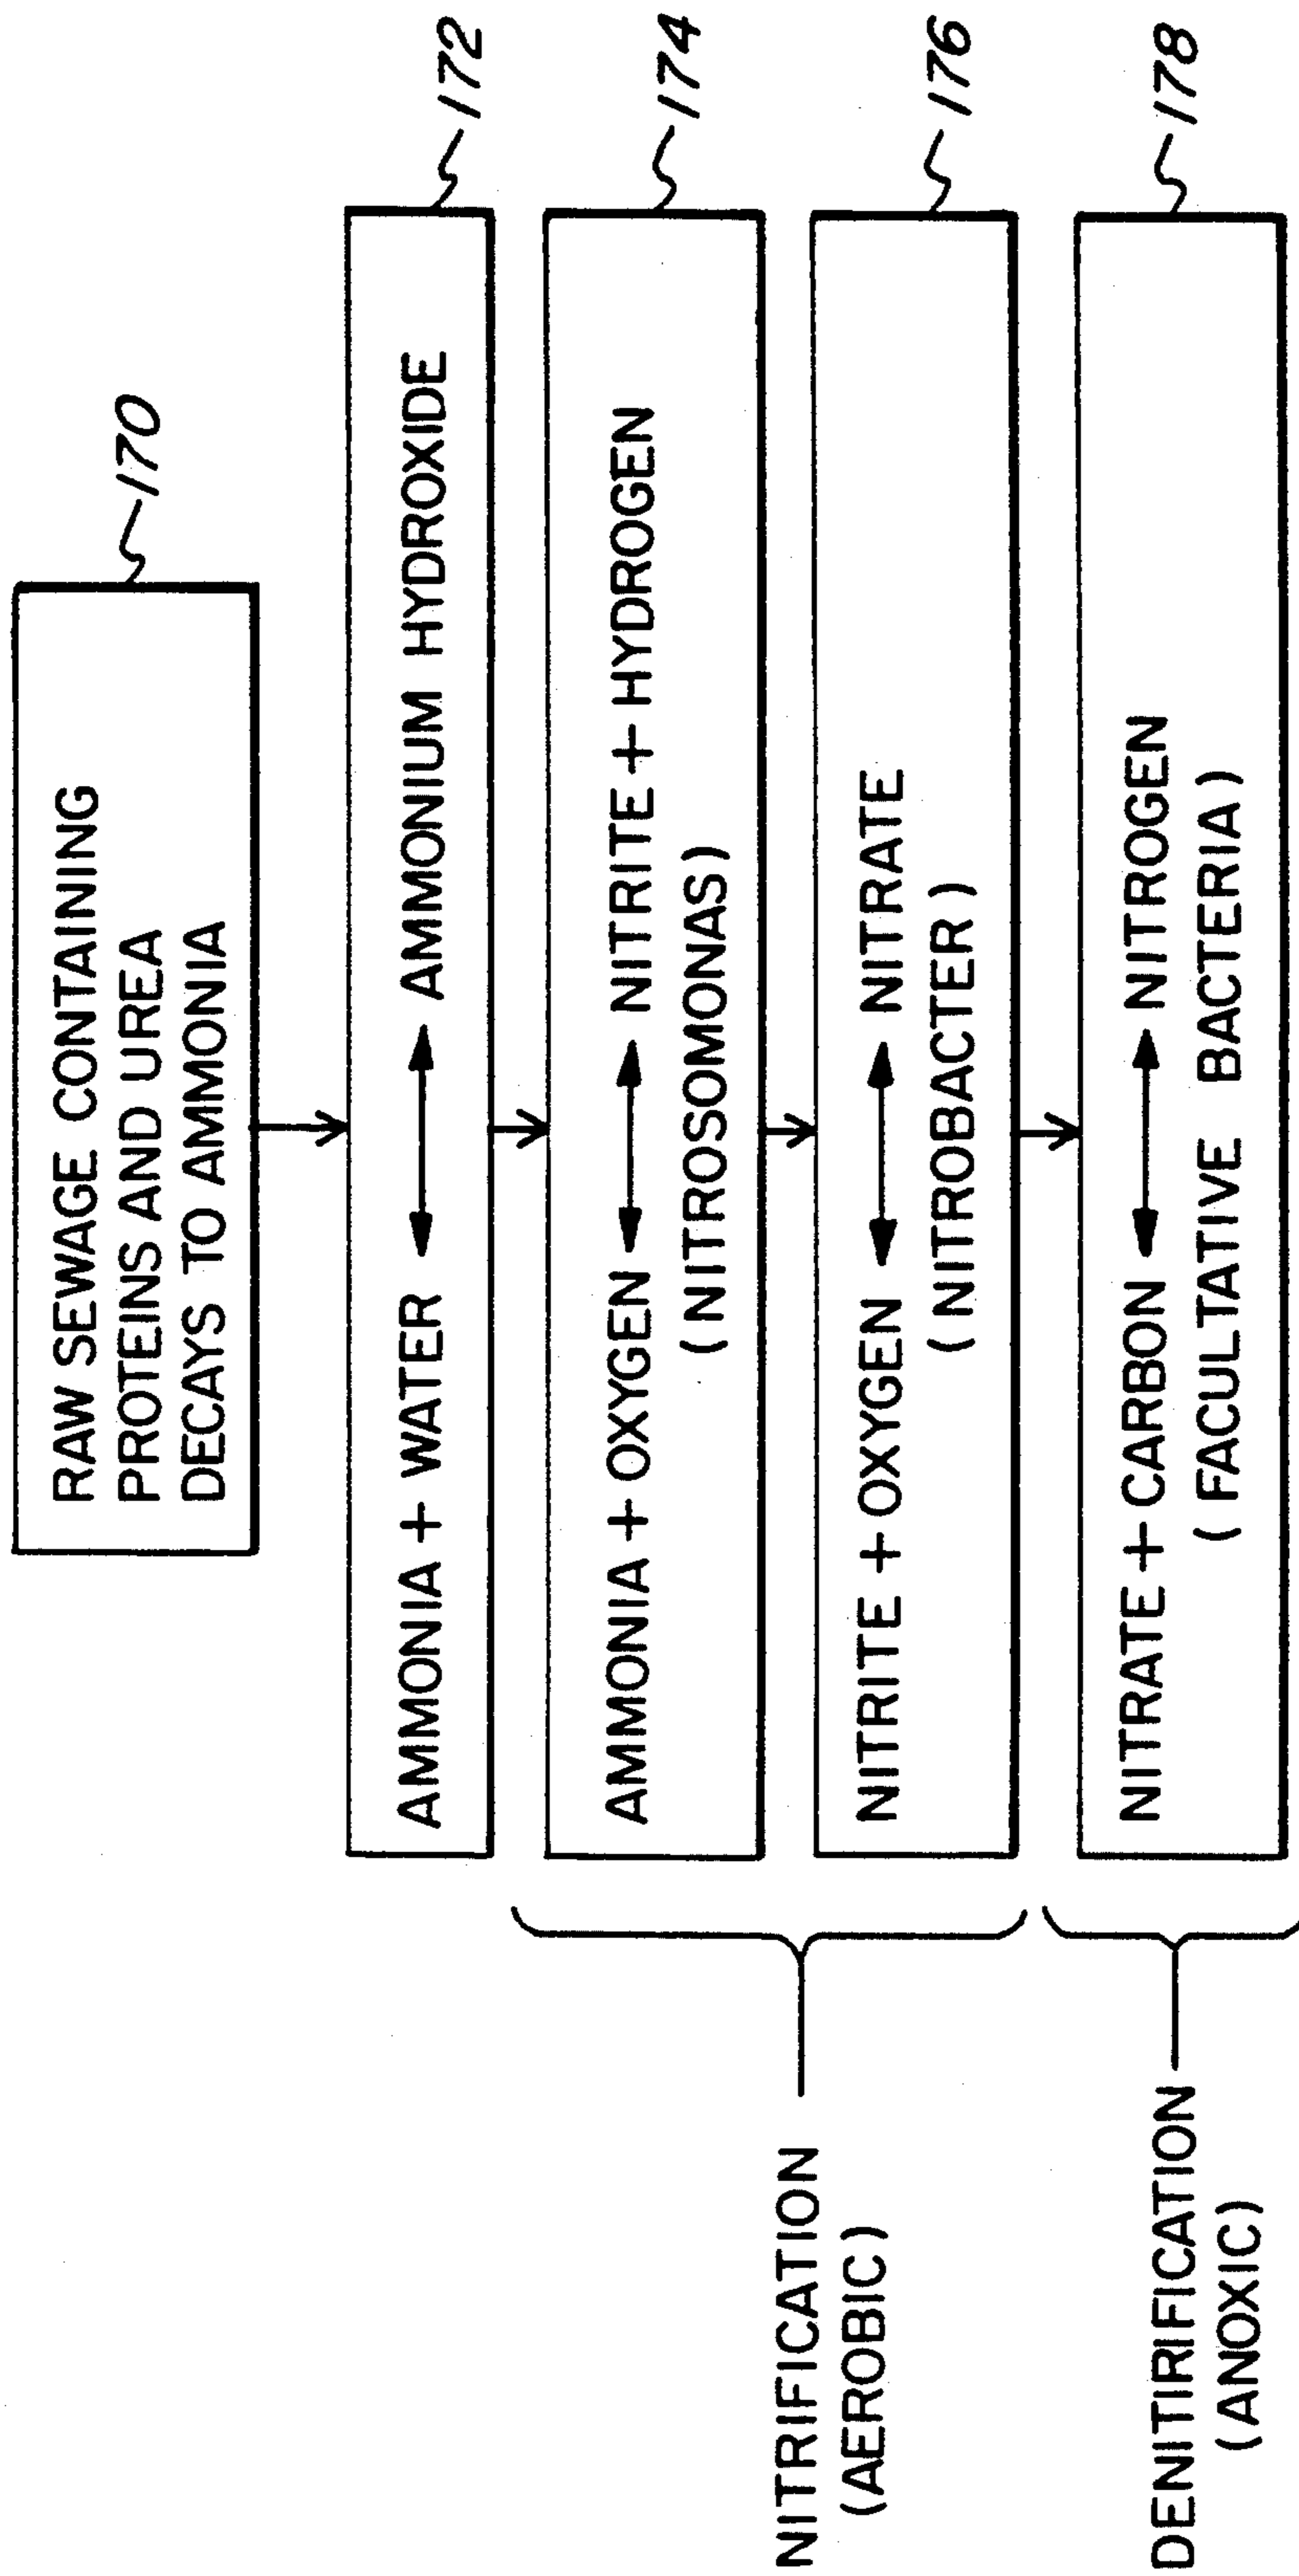 RAW SEWAGE CONTAINING
PROTEINS AND UREA
DECAYS TO AMMONIA
170
AMMONIA + WATER ◄─► AMMONIUM HYDROXIDE
172
AMMONIA + OXYGEN ◄─► NITRITE + HYDROGEN
(NITROSOMONAS)
174
NITRITE + OXYGEN ◄─► NITRATE
(NITROBACTER)
176
NITRIFICATION
(AEROBIC)
NITRATE + CARBON ◄─► NITROGEN
(FACULTATIVE BACTERIA)
178
DENITIRIFICATION
(ANOXIC)